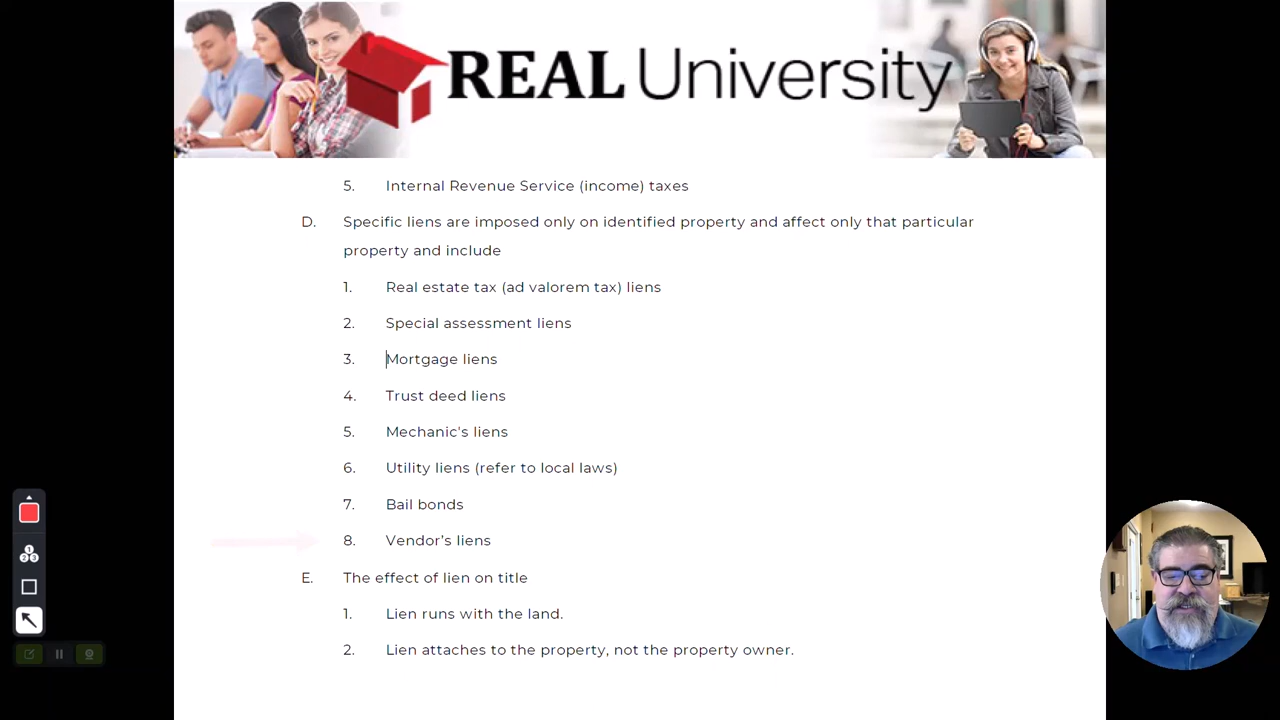 REAL University
5. Internal Revenue Service (income) taxes
D. Specific liens are imposed only on identified property and affect only that particular
property and include
1. Real estate tax (ad valorem tax) liens
2. Special assessment liens
3. Mortgage liens
4. Trust deed liens
5. Mechanic's liens
6. Utility liens (refer to local laws)
7. Bail bonds
8. Vendor's liens
E. The effect of lien on title
1. Lien runs with the land.
2. Lien attaches to the property, not the property owner.